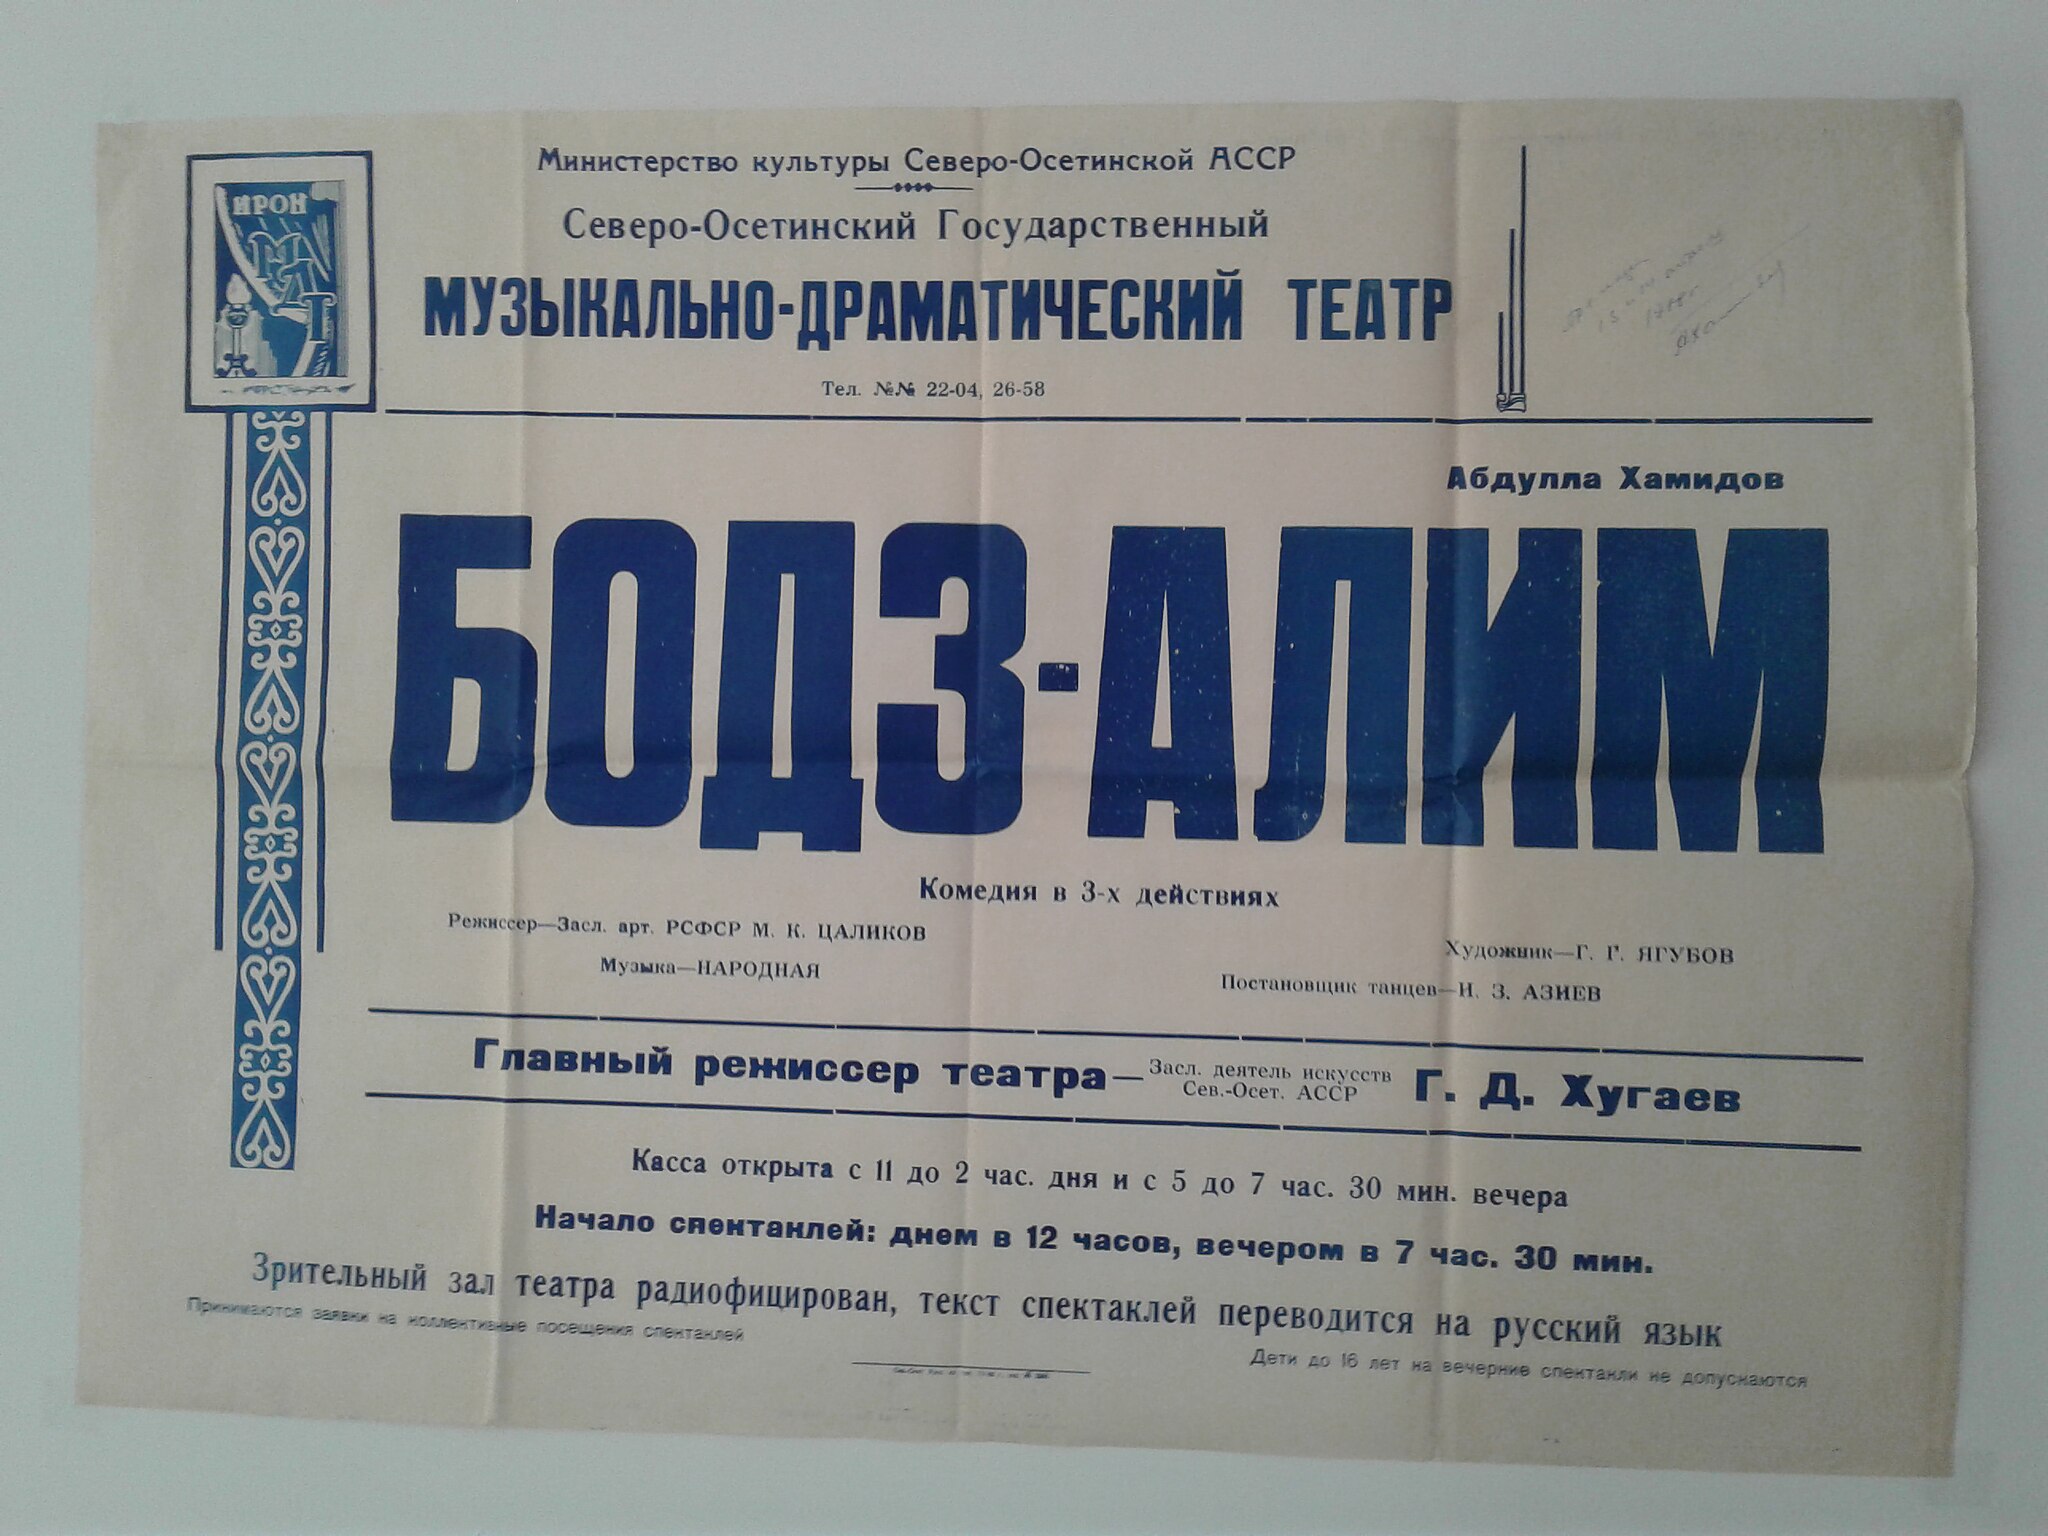 ИРОН
МДТ
Министерство культуры Северо-Осетинской АССР
Северо-Осетинский Государственный
МУЗЫКАЛЬНО-ДРАМАТИЧЕСКИЙ ТЕАТР
Тел. №№ 22-04, 26-58
Абдулла Хамидов
БОДЗ-АЛИМ
Комедия в 3-х действиях
Режиссер—Засл. арт. РСФСР М. К. ЦАЛИКОВ
Художник—Г. Г. ЯГУБОВ
Музыка—НАРОДНАЯ
Постановщик танцев—И. З. АЗИЕВ
Главный режиссер театра— Засл. деятель искусств Сев.-Осет. АССР Г. Д. Хугаев
Касса открыта с 11 до 2 час. дня и с 5 до 7 час. 30 мин. вечера
Начало спектаклей: днем в 12 часов, вечером в 7 час. 30 мин.
Зрительный зал театра радиофицирован, текст спектаклей переводится на русский язык
Принимаются заявки на коллективные посещения спектаклей
Дети до 16 лет на вечерние спектакли не допускаются